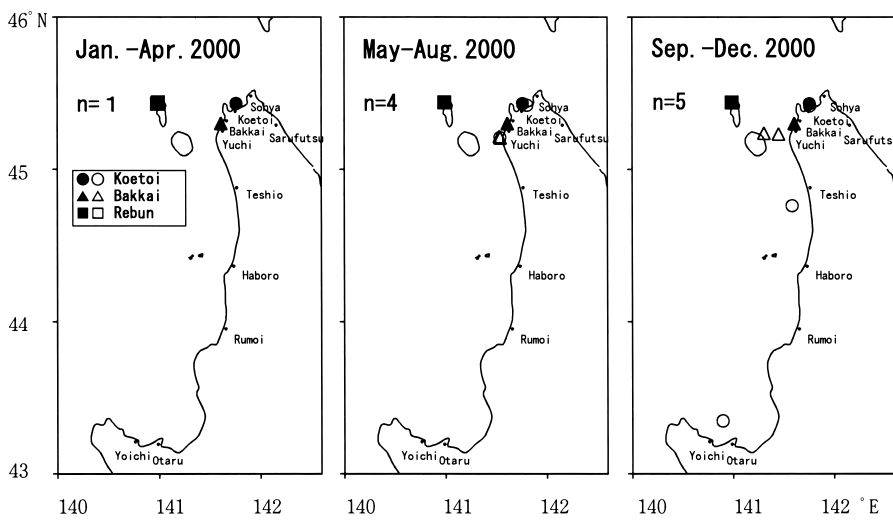 46°N
Jan.-Apr. 2000
n=1
Sohya
Koetoi
Bakkai
Yuchi
Sarufutsu
Koetoi
Bakkai
Rebun
Teshio
Haboro
Rumoi
Yoichi
Otaru
May-Aug. 2000
n=4
Sohya
Koetoi
Bakkai
Yuchi
Sarufutsu
Teshio
Haboro
Rumoi
Yoichi
Otaru
Sep.-Dec. 2000
n=5
Sohya
Koetoi
Bakkai
Yuchi
Sarufutsu
Teshio
Haboro
Rumoi
Yoichi
Otaru
45
44
43
140 141 142
140 141 142
140 141 142 °E